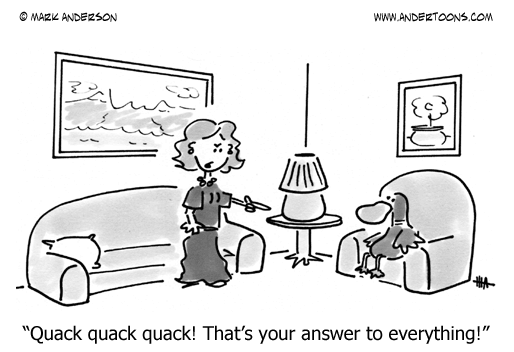 © MARK ANDERSON
WWW.ANDERTOONS.COM
“Quack quack quack! That’s your answer to everything!”